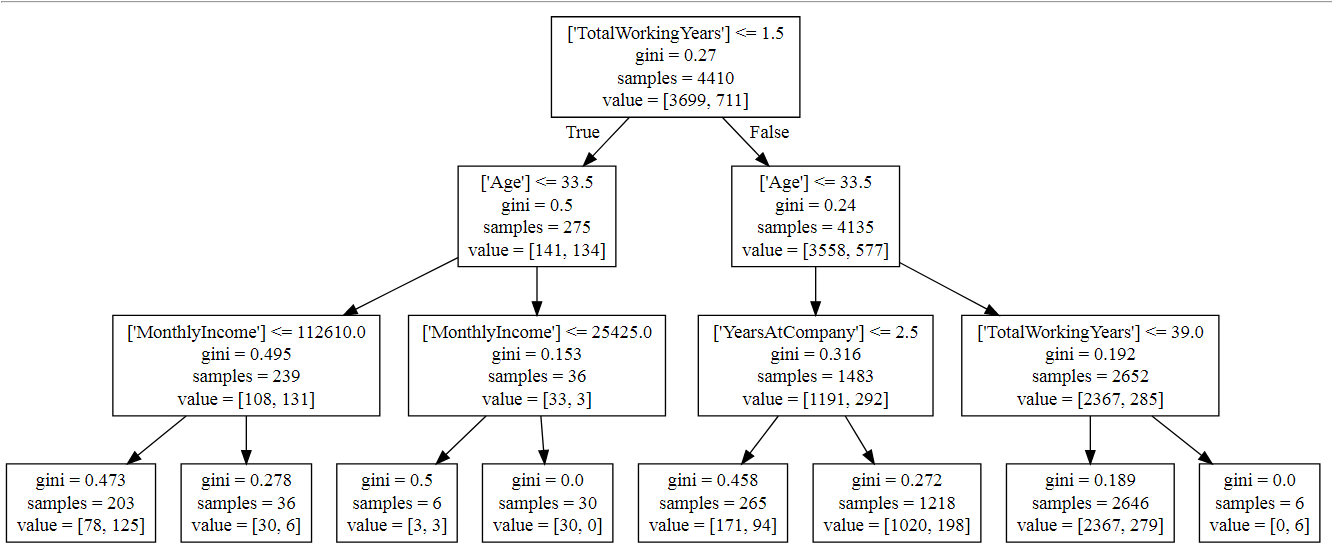 ['TotalWorkingYears'] <= 1.5
gini = 0.27
samples = 4410
value = [3699, 711]
True
False
['Age'] <= 33.5
gini = 0.5
samples = 275
value = [141, 134]
['Age'] <= 33.5
gini = 0.24
samples = 4135
value = [3558, 577]
['MonthlyIncome'] <= 112610.0
gini = 0.495
samples = 239
value = [108, 131]
['MonthlyIncome'] <= 25425.0
gini = 0.153
samples = 36
value = [33, 3]
['YearsAtCompany'] <= 2.5
gini = 0.316
samples = 1483
value = [1191, 292]
['TotalWorkingYears'] <= 39.0
gini = 0.192
samples = 2652
value = [2367, 285]
gini = 0.473
samples = 203
value = [78, 125]
gini = 0.278
samples = 36
value = [30, 6]
gini = 0.5
samples = 6
value = [3, 3]
gini = 0.0
samples = 30
value = [30, 0]
gini = 0.458
samples = 265
value = [171, 94]
gini = 0.272
samples = 1218
value = [1020, 198]
gini = 0.189
samples = 2646
value = [2367, 279]
gini = 0.0
samples = 6
value = [0, 6]